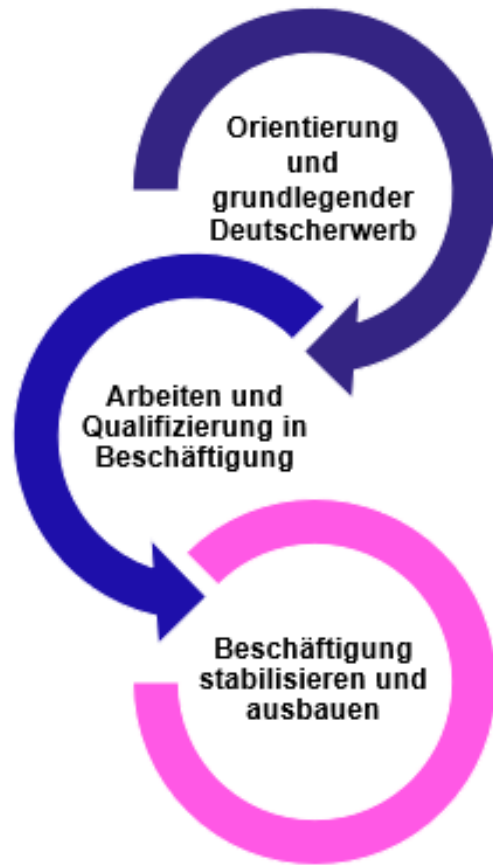 Orientierung
und
grundlegender
Deutscherwerb
Arbeiten und
Qualifizierung in
Beschäftigung
Beschäftigung
stabilisieren und
ausbauen